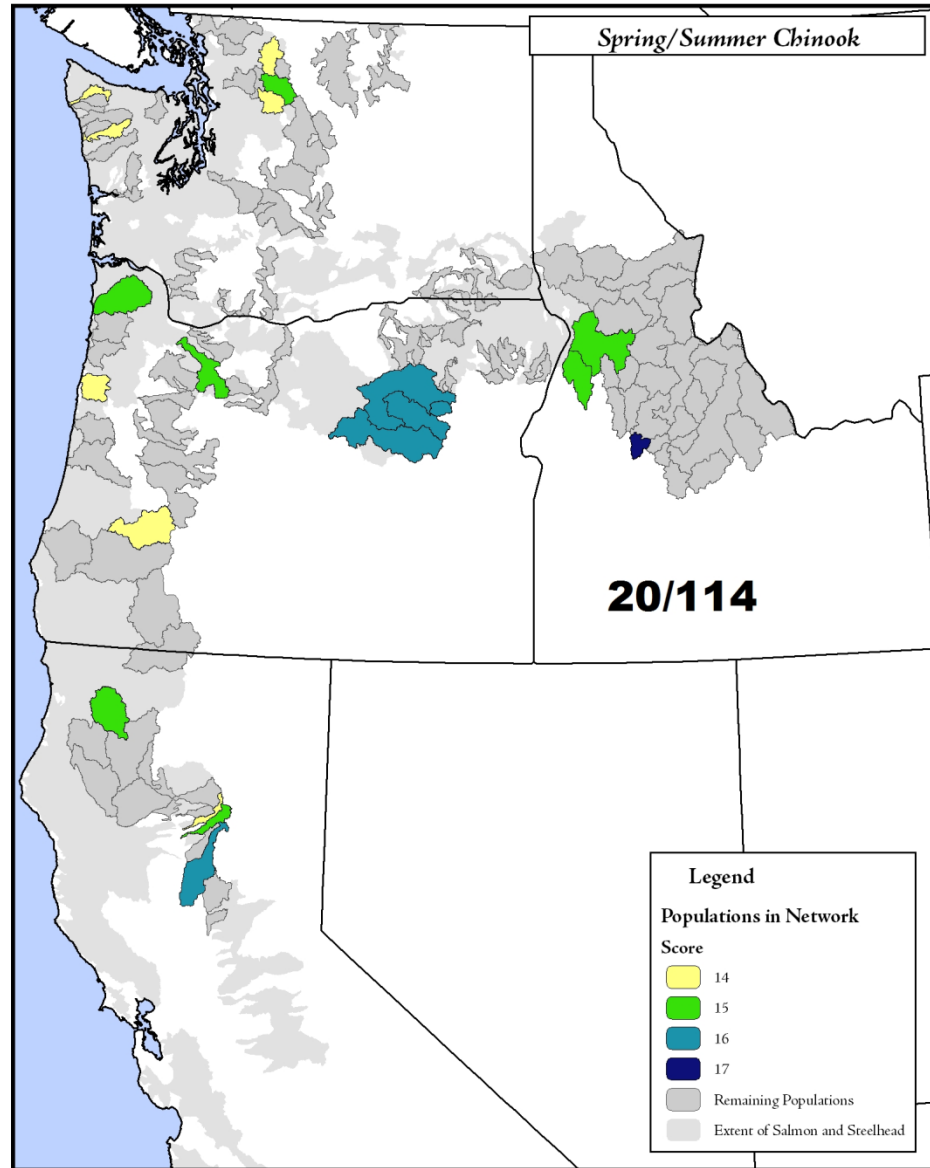 Spring/Summer Chinook
20/114
Legend
Populations in Network
Score
14
15
16
17
Remaining Populations
Extent of Salmon and Steelhead